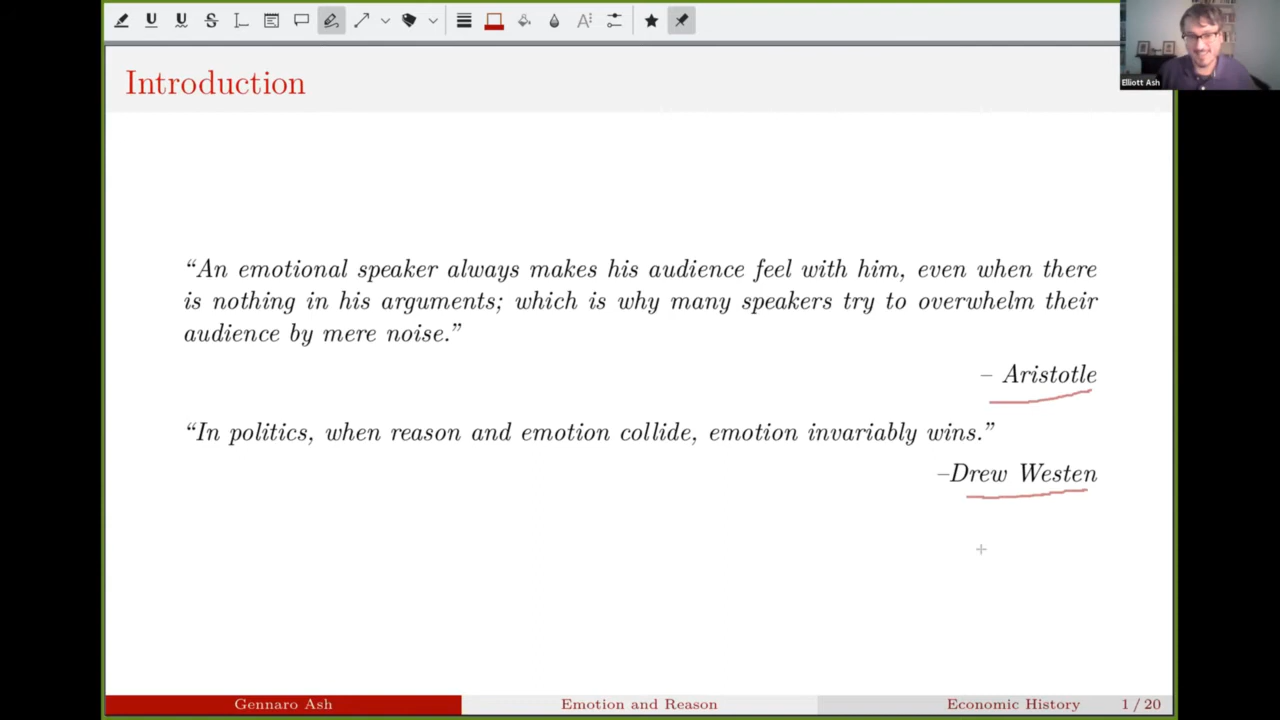 Elliott Ash
Introduction
“An emotional speaker always makes his audience feel with him, even when there
is nothing in his arguments; which is why many speakers try to overwhelm their
audience by mere noise.”
– Aristotle
“In politics, when reason and emotion collide, emotion invariably wins.”
–Drew Westen
Gennaro Ash
Emotion and Reason
Economic History
1 / 20